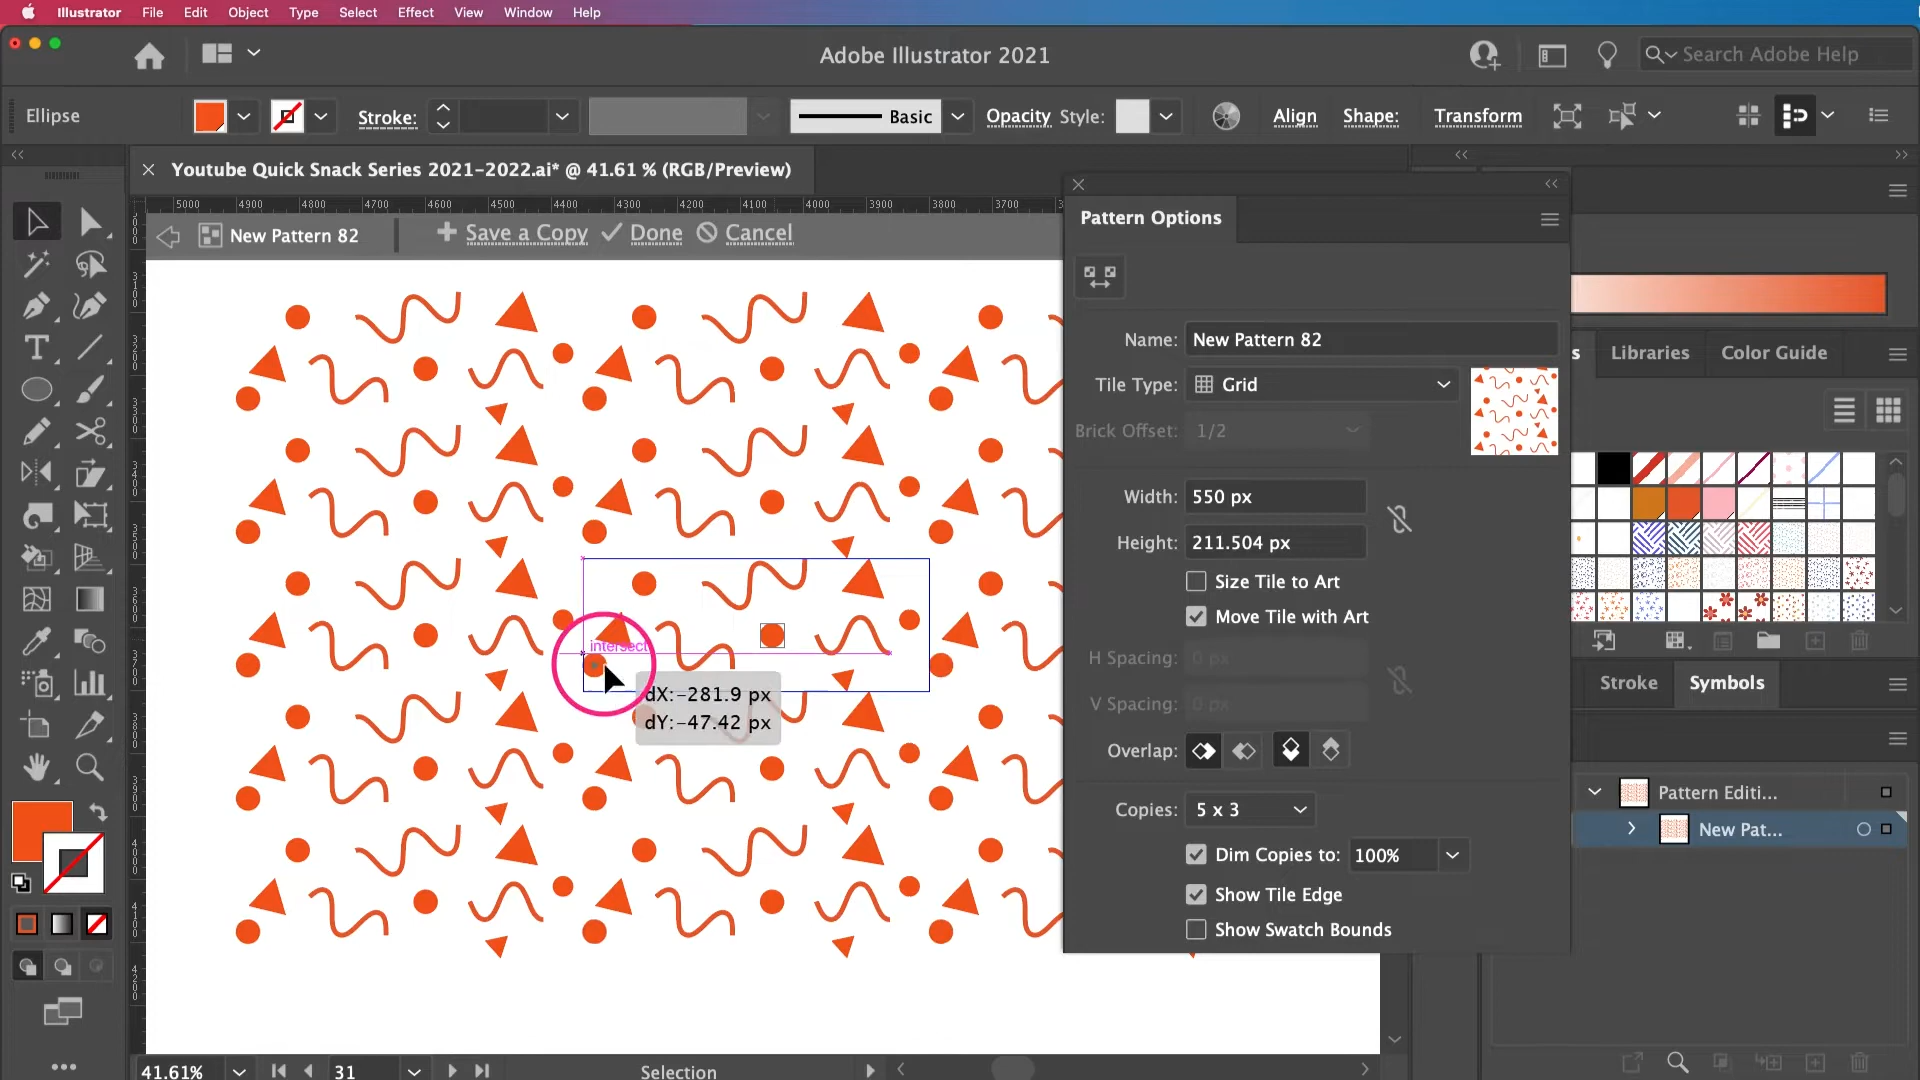 Illustrator File Edit Object Type Select Effect View Window Help
Adobe Illustrator 2021
Search Adobe Help
Ellipse
Stroke:
Basic
Opacity Style:
Align Shape: Transform
Youtube Quick Snack Series 2021-2022.ai* @ 41.61 % (RGB/Preview)
5000 4900 4800 4700 4600 4500 4400 4300 4200 4100 4000 3900 3800 3700
New Pattern 82
Save a Copy Done Cancel
Pattern Options
Name: New Pattern 82
Tile Type: Grid
Brick Offset: 1/2
Width: 550 px
Height: 211.504 px
Size Tile to Art
Move Tile with Art
H Spacing: 0 px
V Spacing: 0 px
Overlap:
Copies: 5 x 3
Dim Copies to: 100%
Show Tile Edge
Show Swatch Bounds
s Libraries Color Guide
Stroke Symbols
Pattern Editi...
New Pat...
intersect
dX:-281.9 px
dY:-47.42 px
41.61% 31 Selection